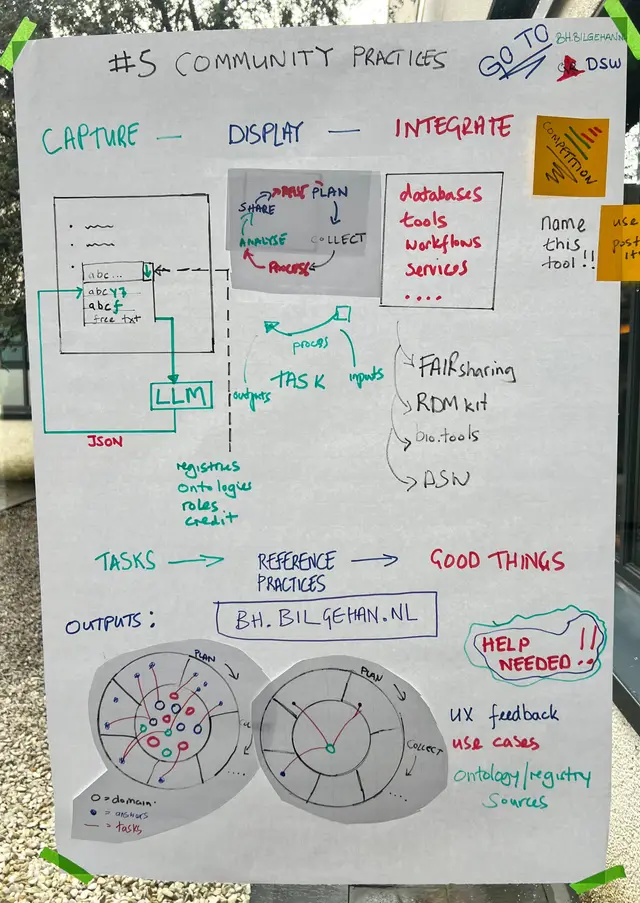 #5 COMMUNITY PRACTICES
GO TO BH.BILGEHAN.N
OR DSW
CAPTURE — DISPLAY — INTEGRATE
COMPETITION
name
this
tool!!
use
post
it
abc...
abcyz
abcf
free txt
LLM
JSON
PLAN
COLLECT
PROCESS
ANALYSE
SHARE
process
outputs
TASK
inputs
databases
tools
workflows
services
....
FAIRsharing
RDMkit
bio.tools
DSW
registries
ontologies
roles
credit
TASKS → REFERENCE → GOOD THINGS
PRACTICES
OUTPUTS:
BH.BILGEHAN.NL
HELP
NEEDED!!
PLAN
....
O = domain
— = tasks
PLAN
COLLECT
....
UX feedback
use cases
ontology/registry
sources